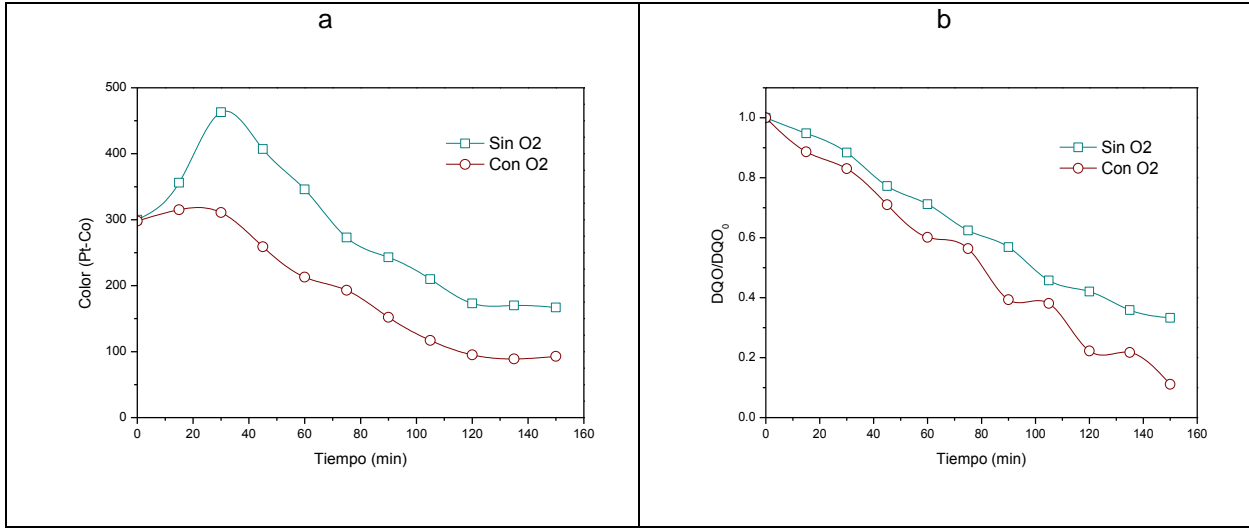 a
500
400
300
200
100
0
Color (Pt-Co)
Sin O2
Con O2
0 20 40 60 80 100 120 140 160
Tiempo (min)
b
1.0
0.8
0.6
0.4
0.2
0.0
DQO/DQO₀
Sin O2
Con O2
0 20 40 60 80 100 120 140 160
Tiempo (min)